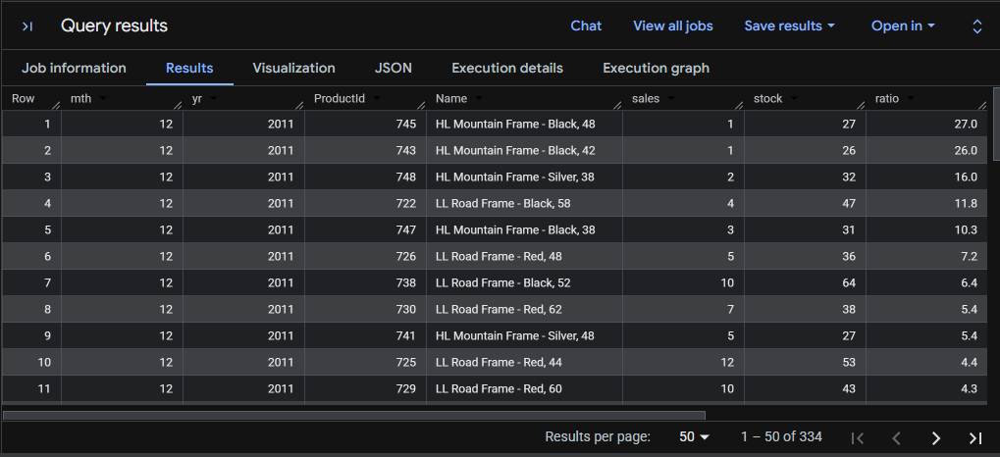 Query results Chat View all jobs Save results Open in
Job information Results Visualization JSON Execution details Execution graph
Row mth yr ProductId Name sales stock ratio
1 12 2011 745 HL Mountain Frame - Black, 48 1 27 27.0
2 12 2011 743 HL Mountain Frame - Black, 42 1 26 26.0
3 12 2011 748 HL Mountain Frame - Silver, 38 2 32 16.0
4 12 2011 722 LL Road Frame - Black, 58 4 47 11.8
5 12 2011 747 HL Mountain Frame - Black, 38 3 31 10.3
6 12 2011 726 LL Road Frame - Red, 48 5 36 7.2
7 12 2011 738 LL Road Frame - Black, 52 10 64 6.4
8 12 2011 730 LL Road Frame - Red, 62 7 38 5.4
9 12 2011 741 HL Mountain Frame - Silver, 48 5 27 5.4
10 12 2011 725 LL Road Frame - Red, 44 12 53 4.4
11 12 2011 729 LL Road Frame - Red, 60 10 43 4.3
Results per page: 50 1 – 50 of 334